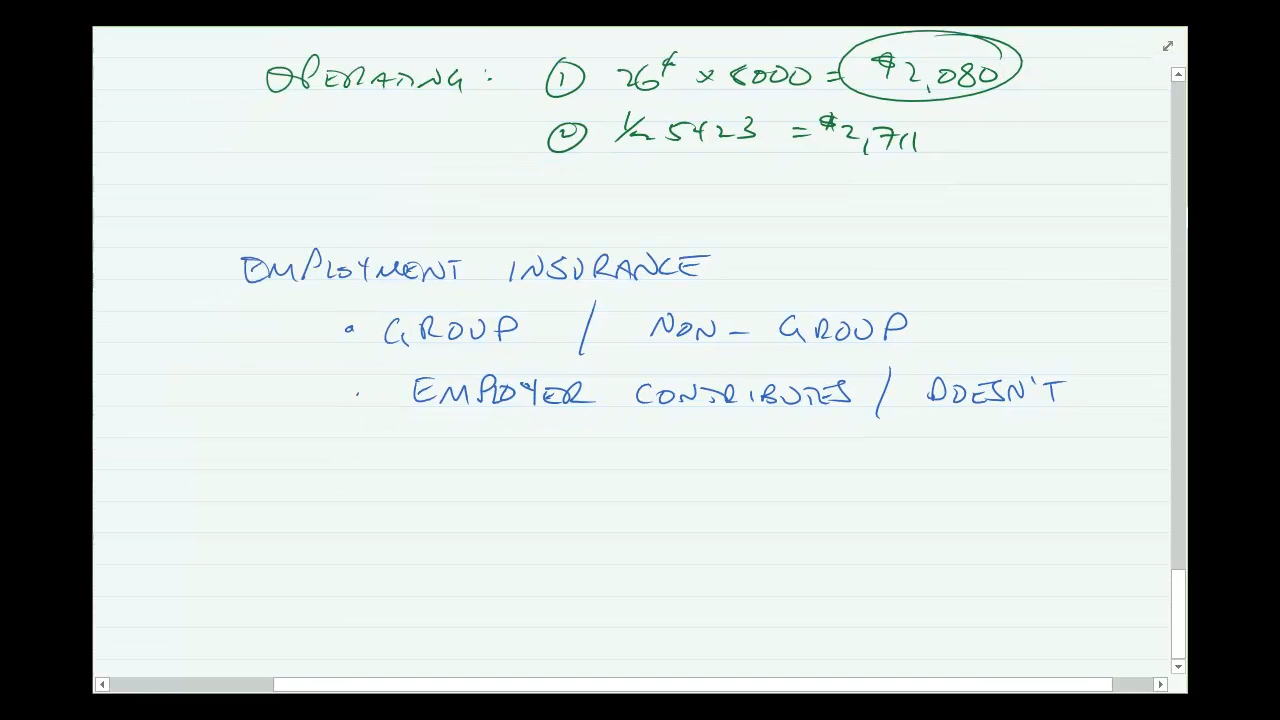 OPERATING: ① 26¢ × 8000 = $2,080
② 1/2 5423 = $2,711
EMPLOYMENT INSURANCE
• GROUP / NON-GROUP
• EMPLOYER CONTRIBUTES / DOESN'T